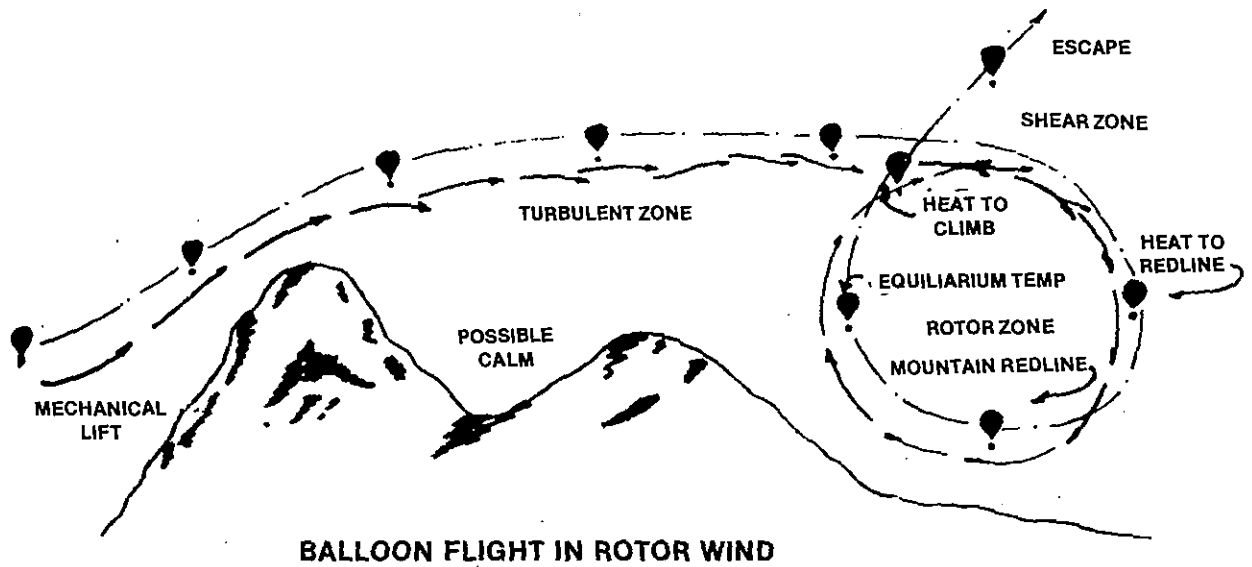 ESCAPE
SHEAR ZONE
TURBULENT ZONE
HEAT TO
CLIMB
HEAT TO
REDLINE
EQUILIARIUM TEMP
ROTOR ZONE
POSSIBLE
CALM
MOUNTAIN REDLINE
MECHANICAL
LIFT
BALLOON FLIGHT IN ROTOR WIND